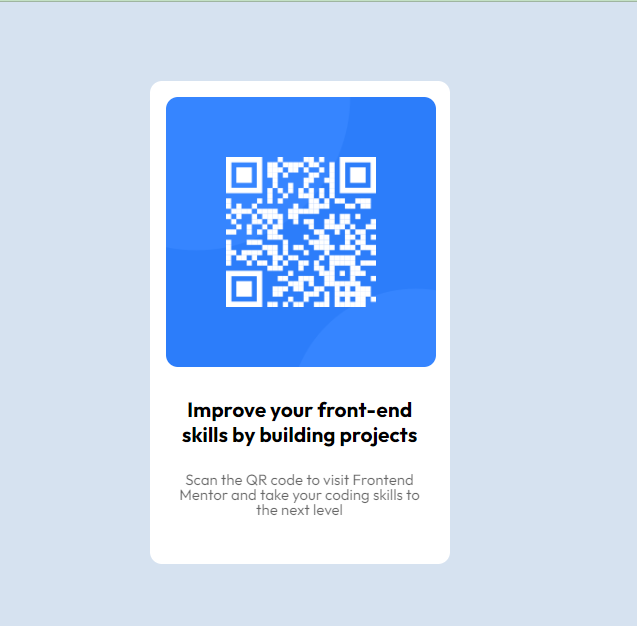 Improve your front-end
skills by building projects
Scan the QR code to visit Frontend
Mentor and take your coding skills to
the next level